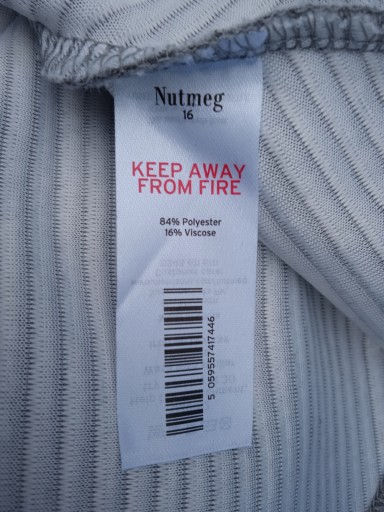 Nutmeg
16
KEEP AWAY
FROM FIRE
84% Polyester
16% Viscose
5 059557 417446